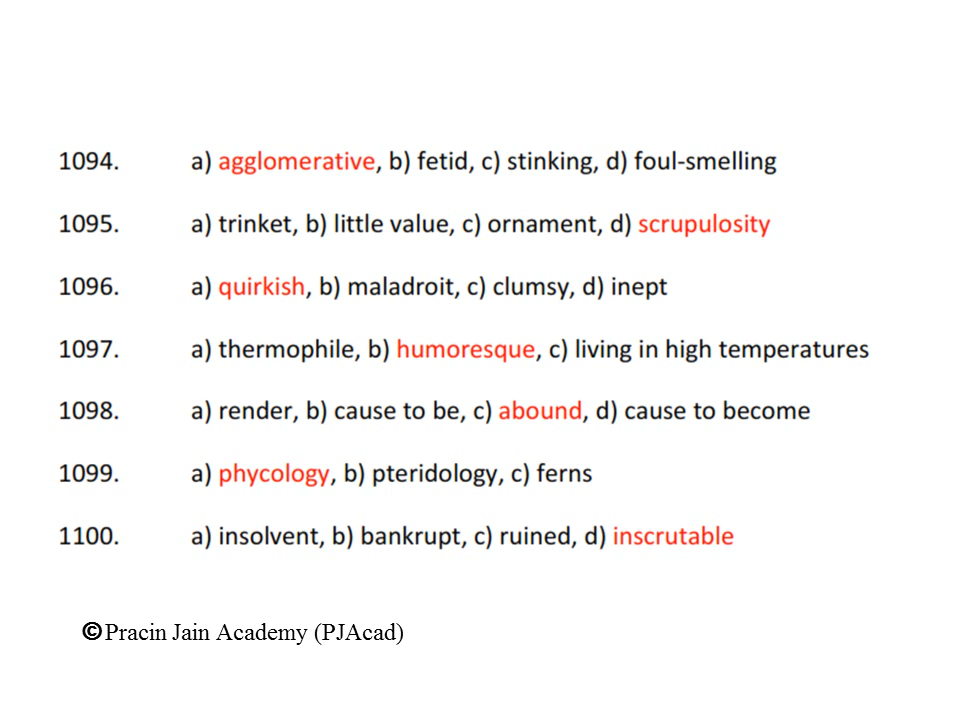 1094. a) agglomerative, b) fetid, c) stinking, d) foul-smelling
1095. a) trinket, b) little value, c) ornament, d) scrupulosity
1096. a) quirkish, b) maladroit, c) clumsy, d) inept
1097. a) thermophile, b) humoresque, c) living in high temperatures
1098. a) render, b) cause to be, c) abound, d) cause to become
1099. a) phycology, b) pteridology, c) ferns
1100. a) insolvent, b) bankrupt, c) ruined, d) inscrutable
©Pracin Jain Academy (PJAcad)